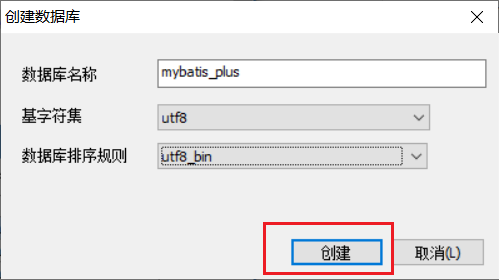 创建数据库
数据库名称
mybatis_plus
基字符集
utf8
数据库排序规则
utf8_bin
创建
取消(L)